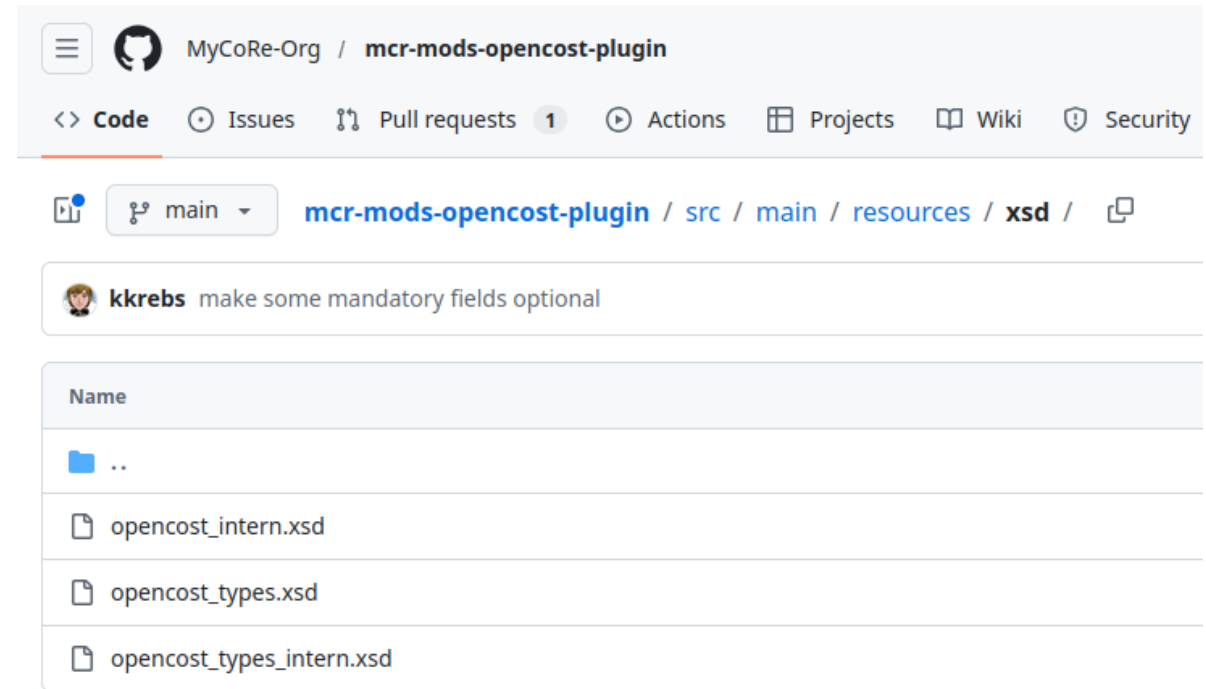 MyCoRe-Org / mcr-mods-opencost-plugin
<> Code Issues Pull requests 1 Actions Projects Wiki Security
main mcr-mods-opencost-plugin / src / main / resources / xsd /
kkrebs make some mandatory fields optional
Name
..
opencost_intern.xsd
opencost_types.xsd
opencost_types_intern.xsd